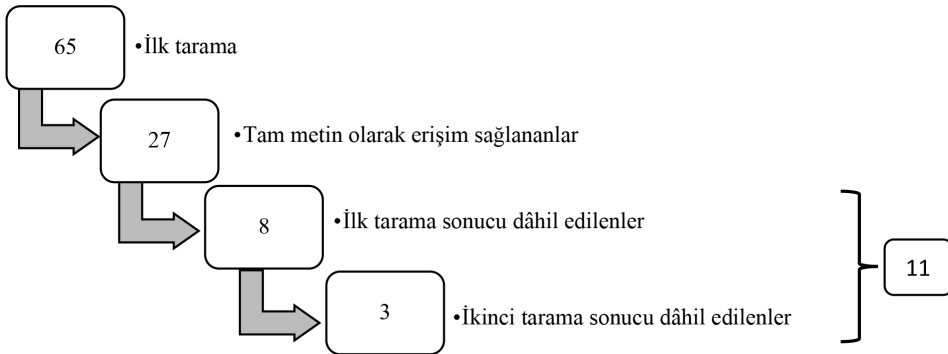 65
•İlk tarama
27
•Tam metin olarak erişim sağlananlar
8
•İlk tarama sonucu dâhil edilenler
11
3
•İkinci tarama sonucu dâhil edilenler